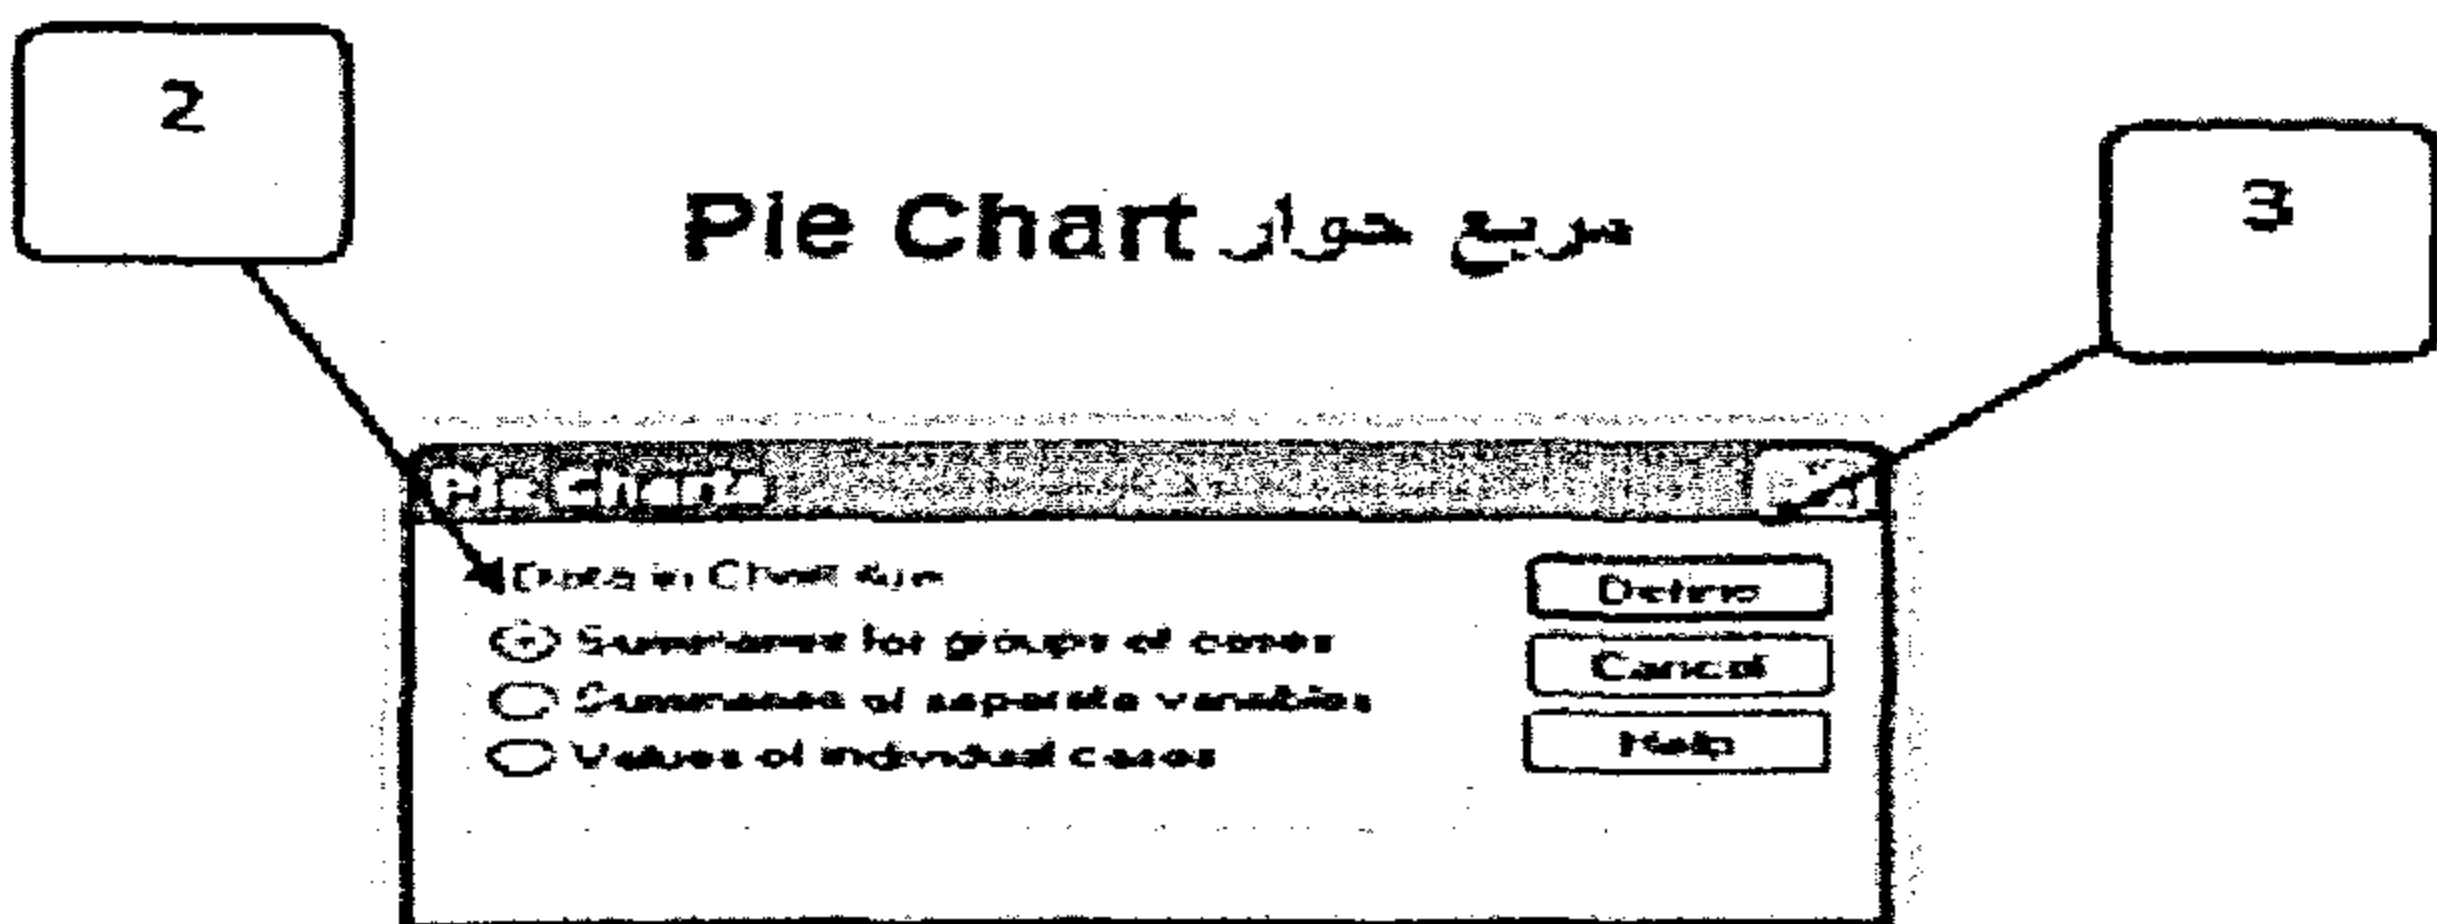 2
3
مربع حوار Pie Chart
Pie Charts
Data in Chart Are
Summaries for groups of cases
Summaries of separate variables
Values of individual cases
Define
Cancel
Help